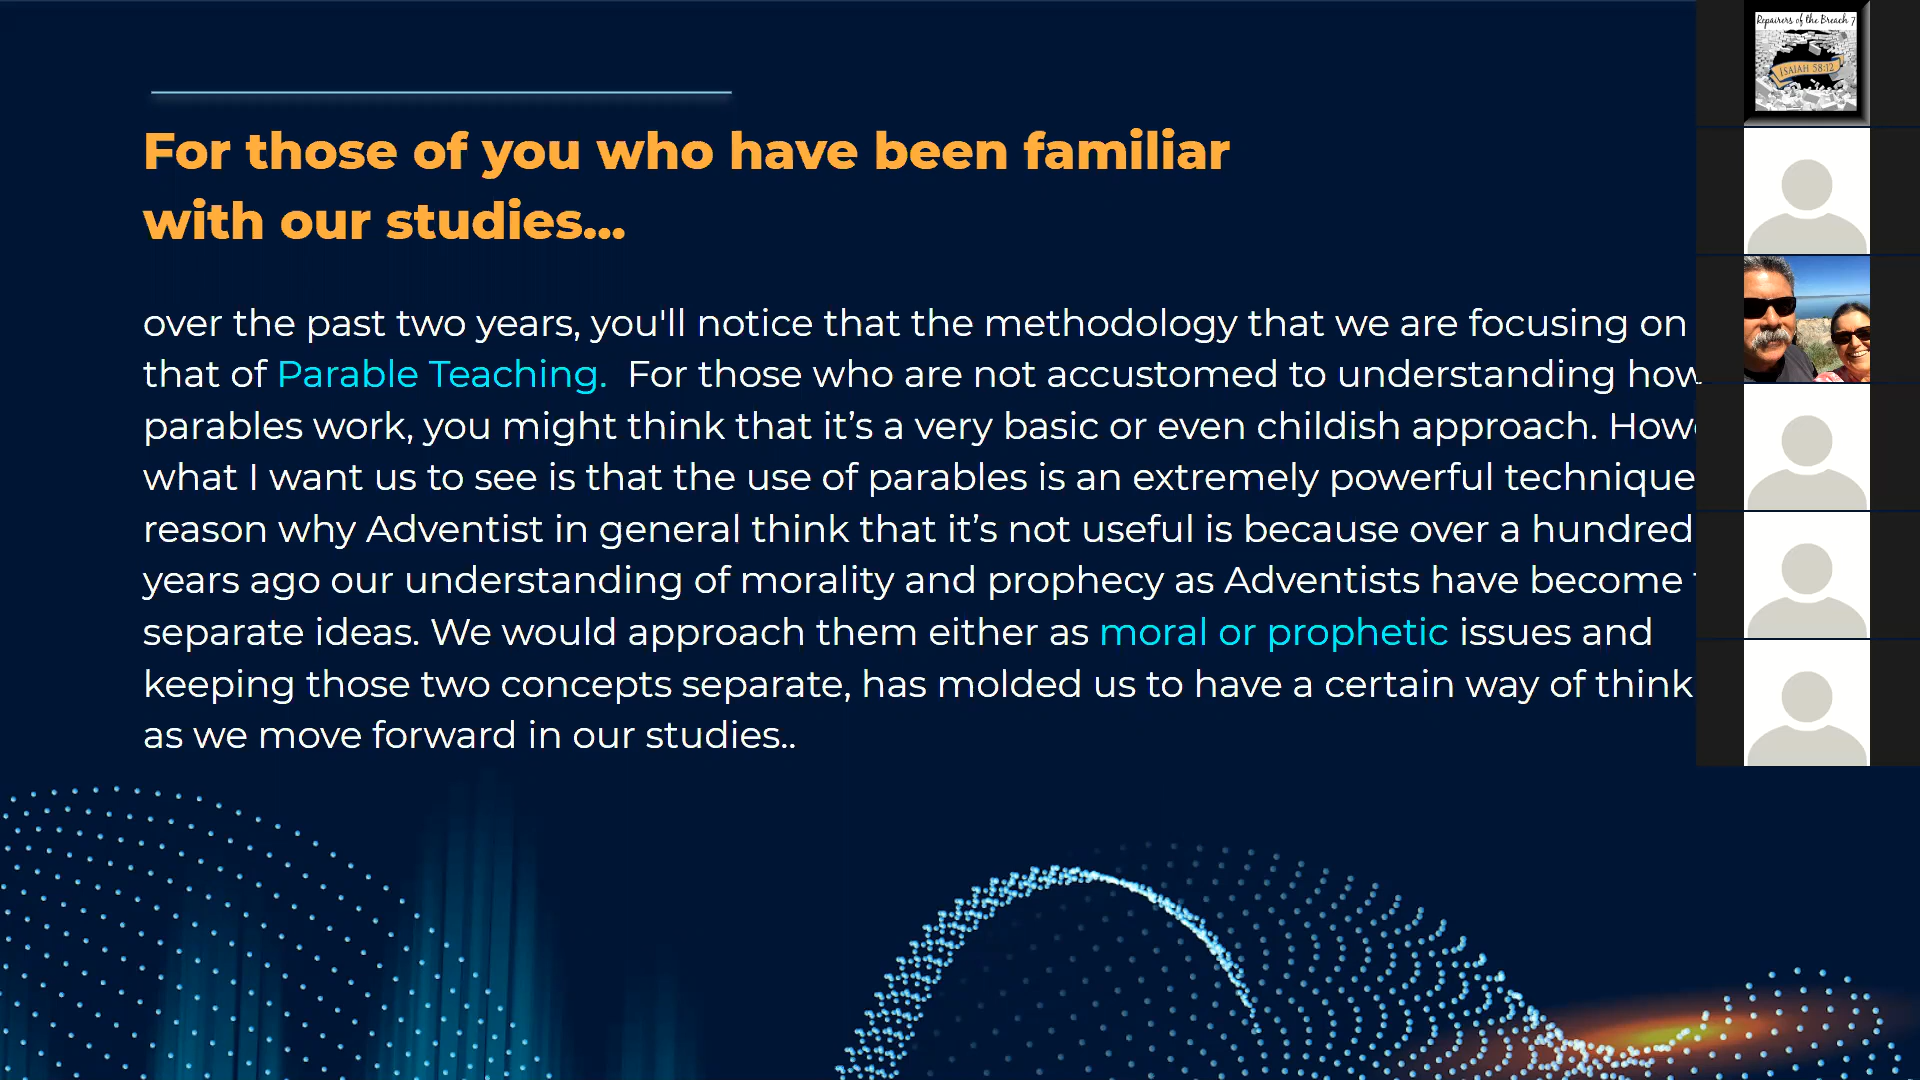 For those of you who have been familiar
with our studies...
over the past two years, you'll notice that the methodology that we are focusing on
that of Parable Teaching. For those who are not accustomed to understanding how
parables work, you might think that it's a very basic or even childish approach.
what I want us to see is that the use of parables is an extremely powerful technique
reason why Adventist in general think that it's not useful is because over a hundred
years ago our understanding of morality and prophecy as Adventists have become
separate ideas. We would approach them either as moral or prophetic issues and
keeping those two concepts separate, has molded us to have a certain way of think
as we move forward in our studies..
Repairers of the Breach 7
ISAIAH 58:12